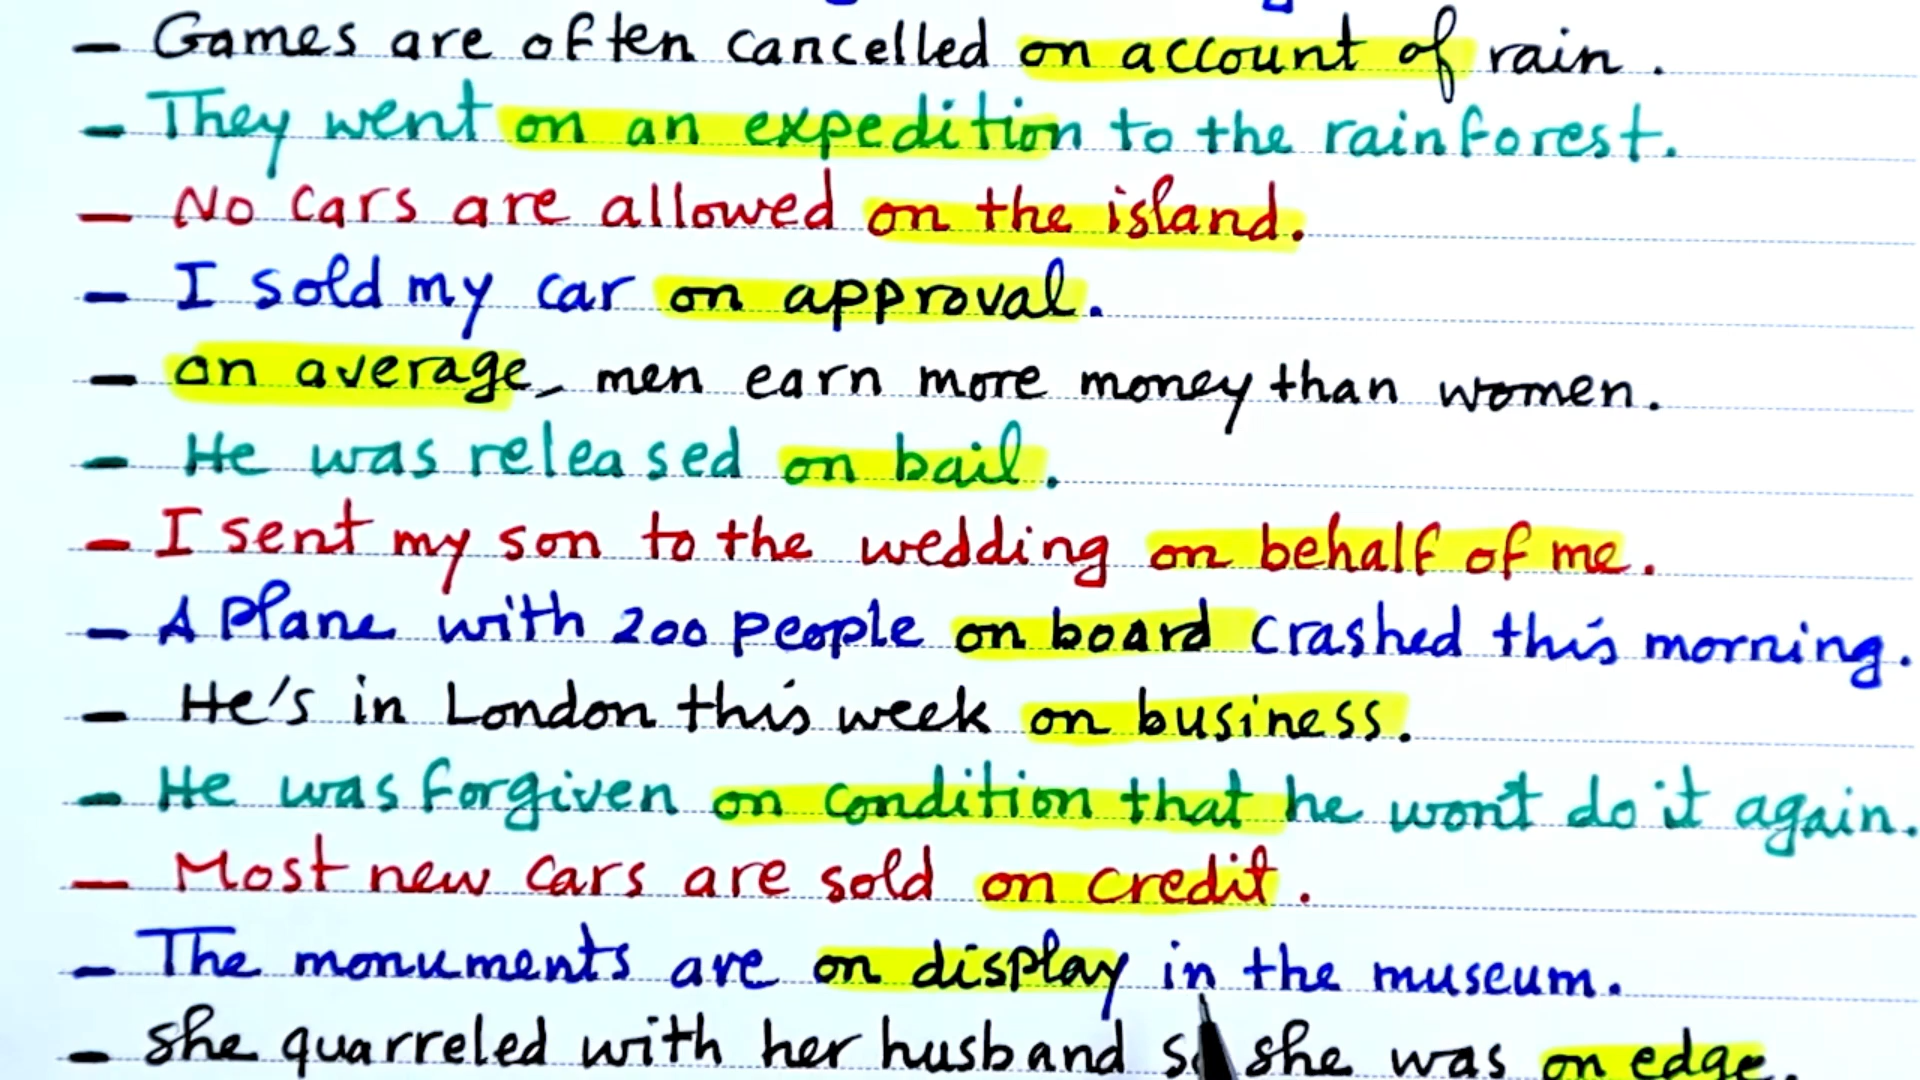 - Games are often cancelled on account of rain.
- They went on an expedition to the rainforest.
- No cars are allowed on the island.
- I sold my car on approval.
- on average, men earn more money than women.
- He was released on bail.
- I sent my son to the wedding on behalf of me.
- A plane with 200 people on board crashed this morning.
- He's in London this week on business.
- He was forgiven on condition that he won't do it again.
- Most new cars are sold on credit.
- The monuments are on display in the museum.
- She quarreled with her husband so she was on edge.